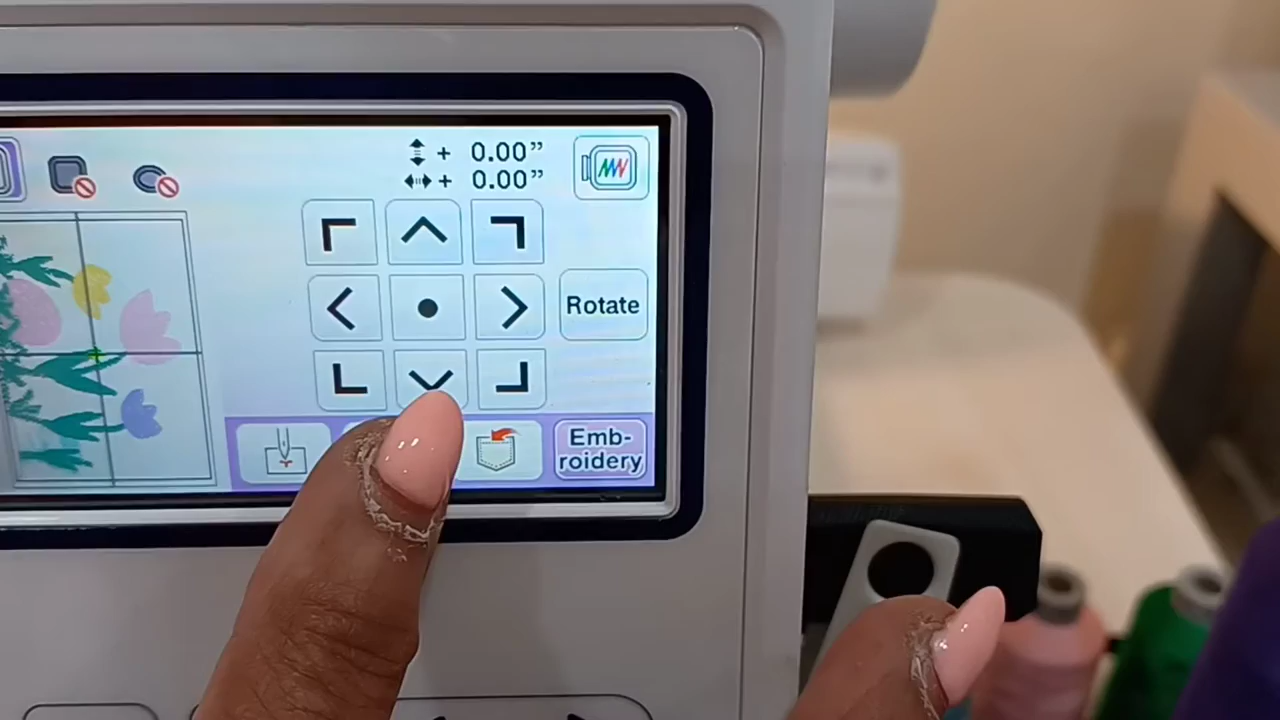 + 0.00”
+ 0.00”
Rotate
Emb-
roidery